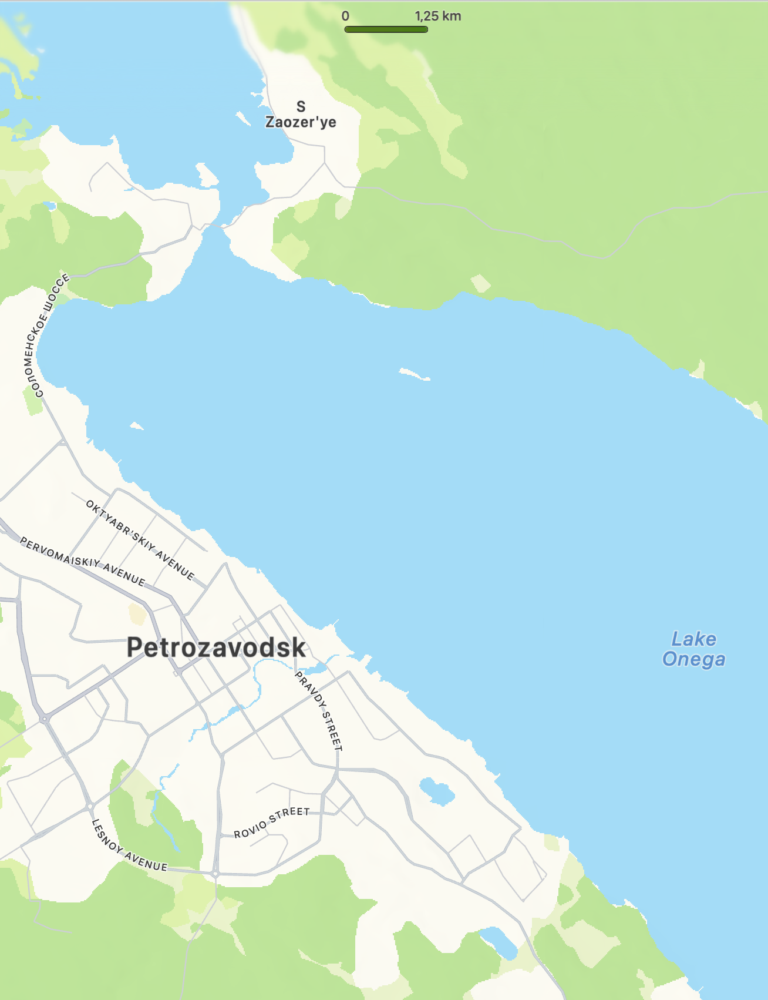 0 1,25 km
S
Zaozer'ye
СОЛОМЕНСКОЕ ШОССЕ
OKTYABR'SKIY AVENUE
PERVOMAISKIY AVENUE
Petrozavodsk
Lake
Onega
PRAVDY STREET
ROVIO STREET
LESNOY AVENUE